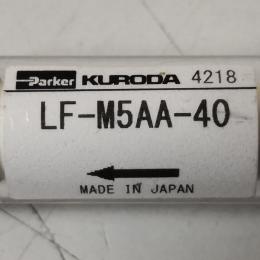 Parker KURODA 4218
LF-M5AA-40
MADE IN JAPAN